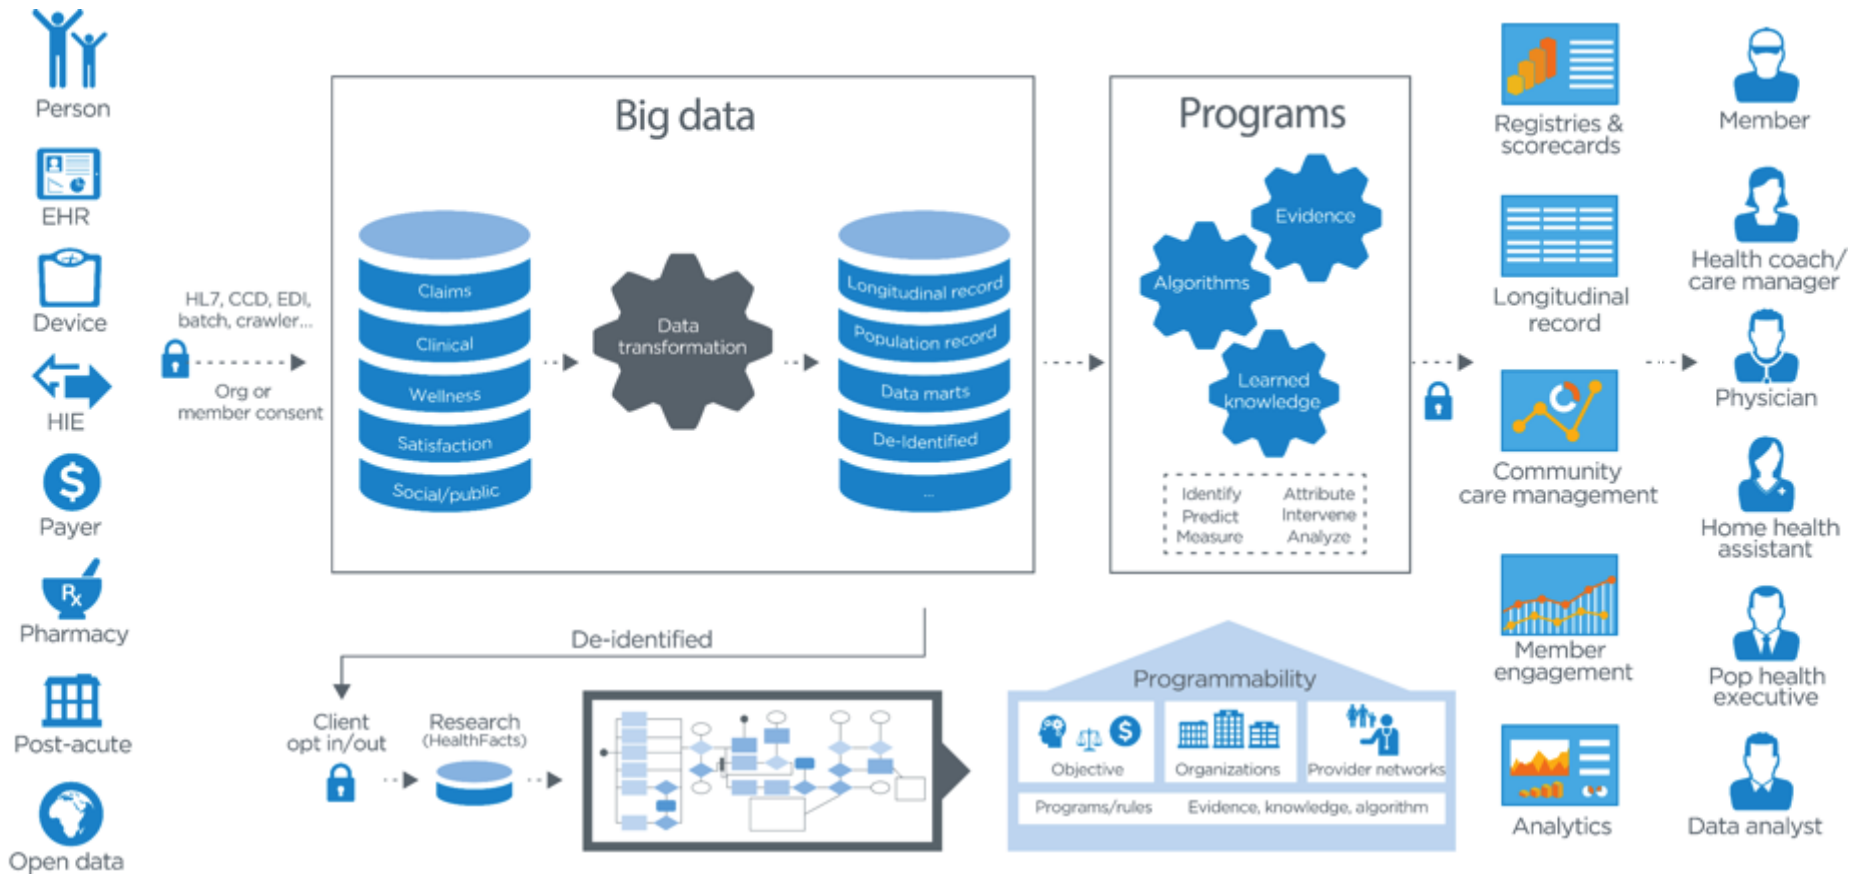 Person
EHR
Device
HIE
Payer
Pharmacy
Post-acute
Open data
HL7, CCD, EDI,
batch, crawler...
Org or
member consent
Big data
Claims
Clinical
Wellness
Satisfaction
Social/public
Data
transformation
Longitudinal record
Population record
Data marts
De-Identified
...
Programs
Evidence
Algorithms
Learned
knowledge
Identify Attribute
Predict Intervene
Measure Analyze
De-identified
Client
opt in/out
Research
(HealthFacts)
Programmability
$
Objective
Organizations
Provider networks
Programs/rules Evidence, knowledge, algorithm
Registries &
scorecards
Longitudinal
record
Community
care management
Member
engagement
Analytics
Member
Health coach/
care manager
Physician
Home health
assistant
Pop health
executive
Data analyst
$
Rx